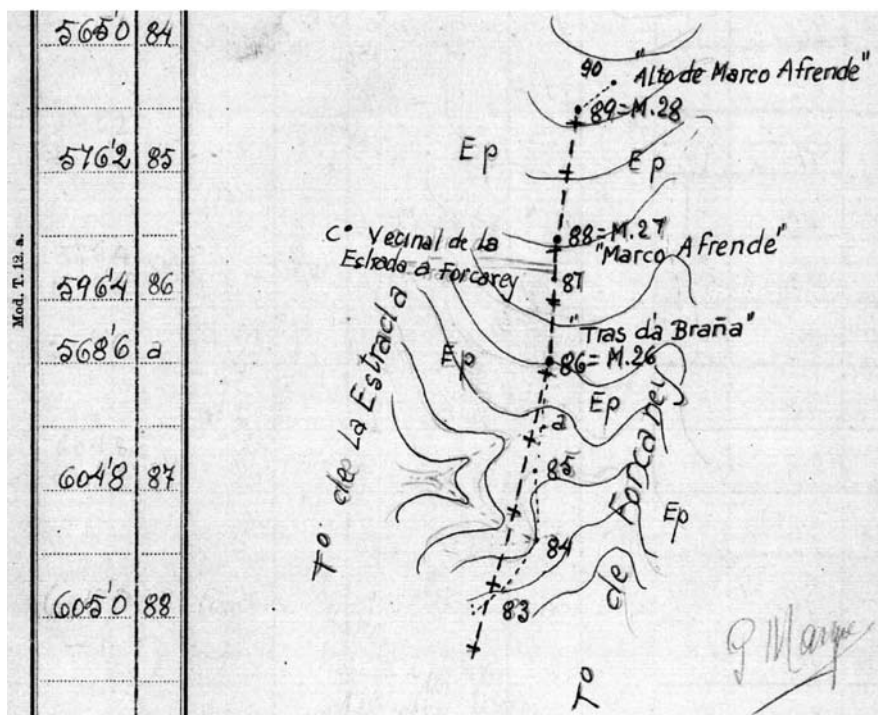 565'0 84
576'2 85
596'4 86
568'6 a
604'8 87
605'0 88
Mod. T. 12. a.
90
"Alto de Marco Afrende"
89=M.28
Ep
Ep
88=M.27
"Marco Afrende"
C° Vecinal de la
Estrada a Forcarey
87
"Tras da Braña"
86=M.26
Ep
Ep
a
85
84
Ep
83
T° de La Estrada
T° de Forcarey